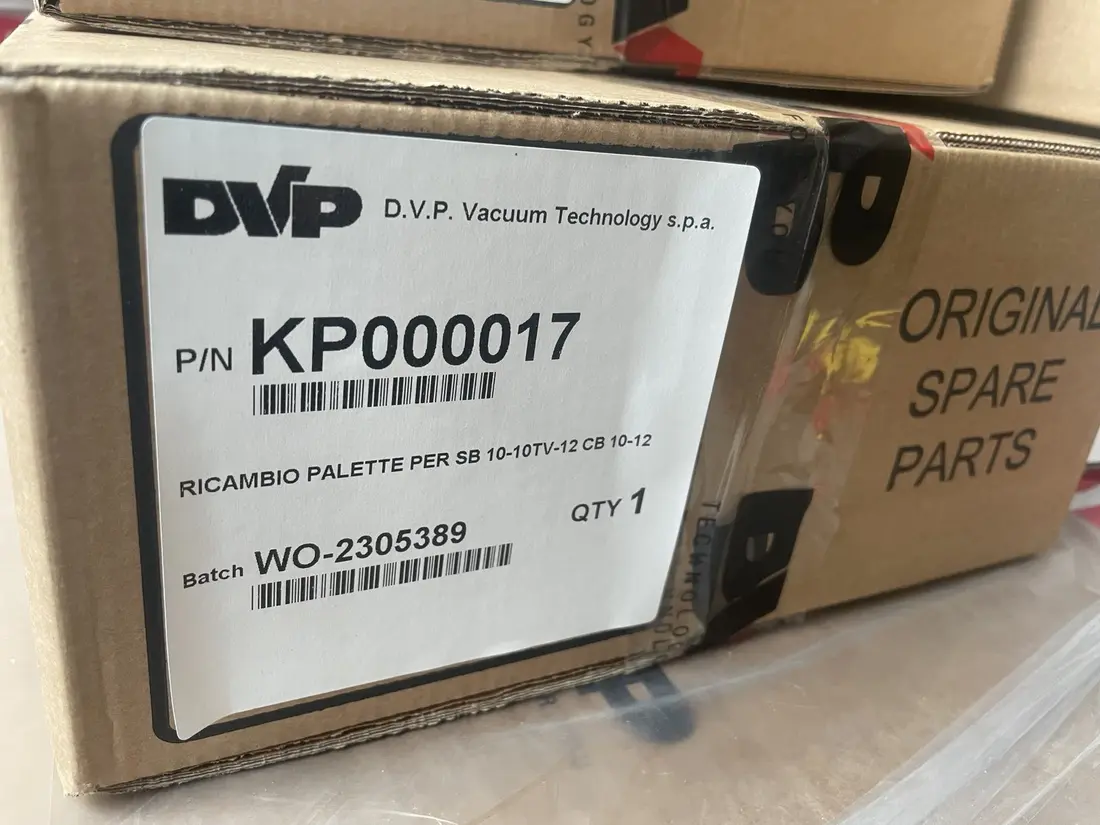 DVP D.V.P. Vacuum Technology s.p.a.
P/N KP000017
RICAMBIO PALETTE PER SB 10-10TV-12 CB 10-12
QTY 1
Batch WO-2305389
ORIGINAL
SPARE
PARTS